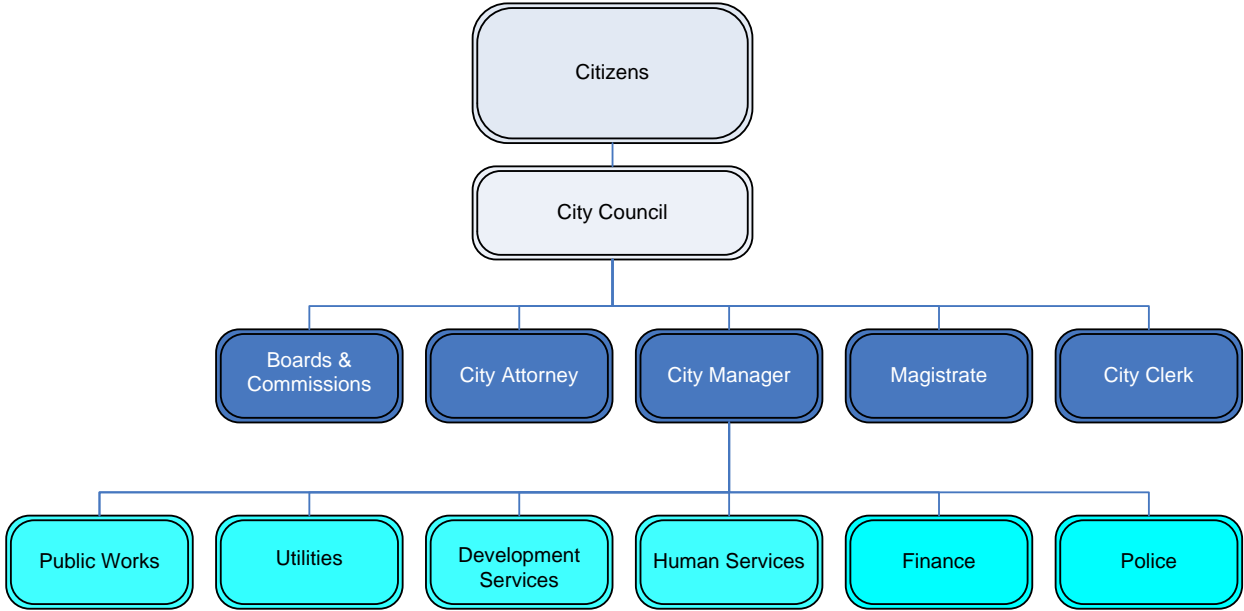 Citizens
City Council
Boards &
Commissions
City Attorney
City Manager
Magistrate
City Clerk
Public Works
Utilities
Development
Services
Human Services
Finance
Police